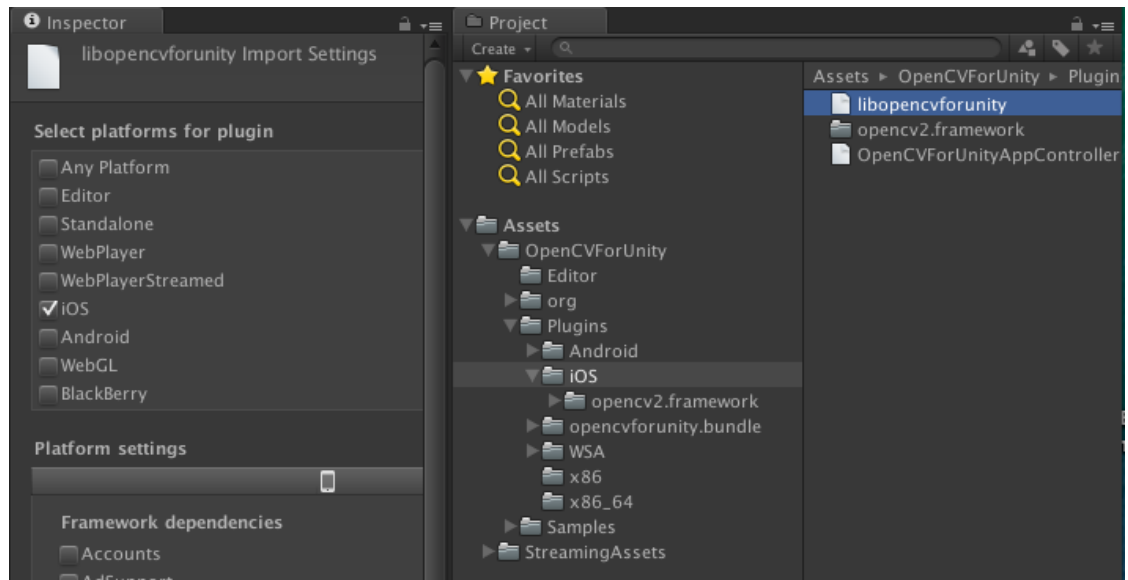 Inspector
libopencvforunity Import Settings
Select platforms for plugin
Any Platform
Editor
Standalone
WebPlayer
WebPlayerStreamed
iOS
Android
WebGL
BlackBerry
Platform settings
Framework dependencies
Accounts
AdSupport
Project
Create
Favorites
All Materials
All Models
All Prefabs
All Scripts
Assets
OpenCVForUnity
Editor
org
Plugins
Android
iOS
opencv2.framework
opencvforunity.bundle
WSA
x86
x86_64
Samples
StreamingAssets
Assets ▸ OpenCVForUnity ▸ Plugin
libopencvforunity
opencv2.framework
OpenCVForUnityAppController